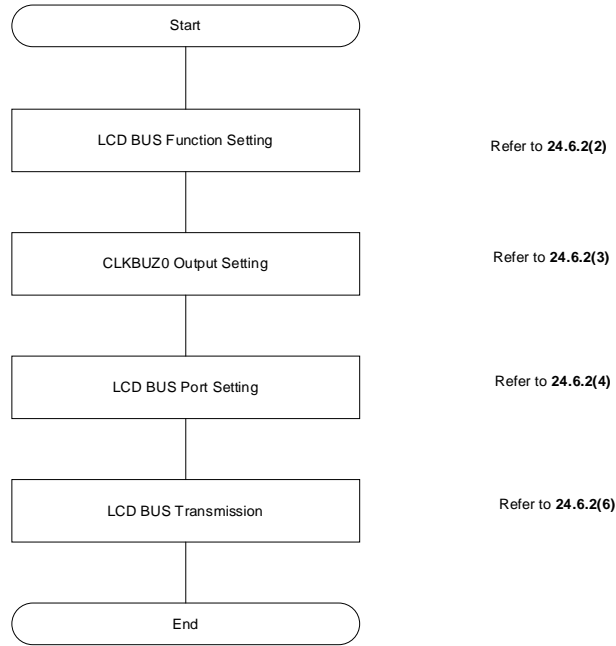 Start
LCD BUS Function Setting
Refer to 24.6.2(2)
CLKBUZ0 Output Setting
Refer to 24.6.2(3)
LCD BUS Port Setting
Refer to 24.6.2(4)
LCD BUS Transmission
Refer to 24.6.2(6)
End